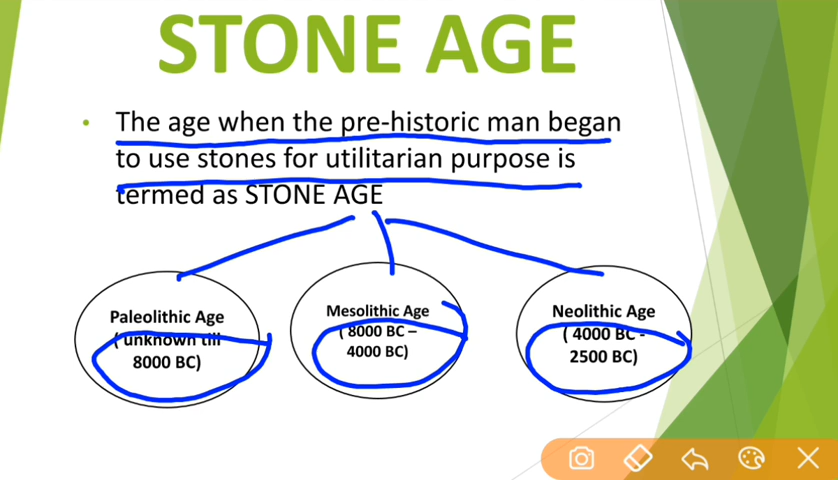 STONE AGE
• The age when the pre-historic man began
to use stones for utilitarian purpose is
termed as STONE AGE
Paleolithic Age
( unknown till
8000 BC)
Mesolithic Age
( 8000 BC –
4000 BC)
Neolithic Age
( 4000 BC -
2500 BC)